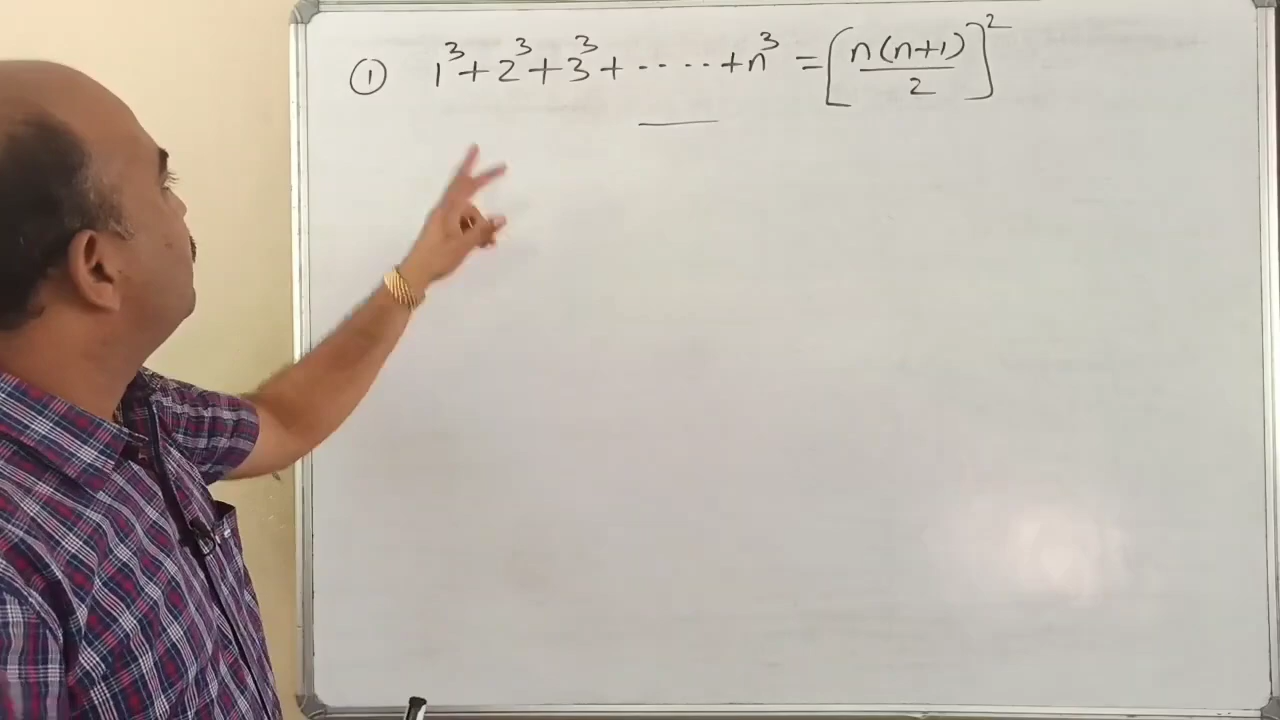 ① 1³+2³+3³+ ····· +n³ = [n(n+1)/2]²